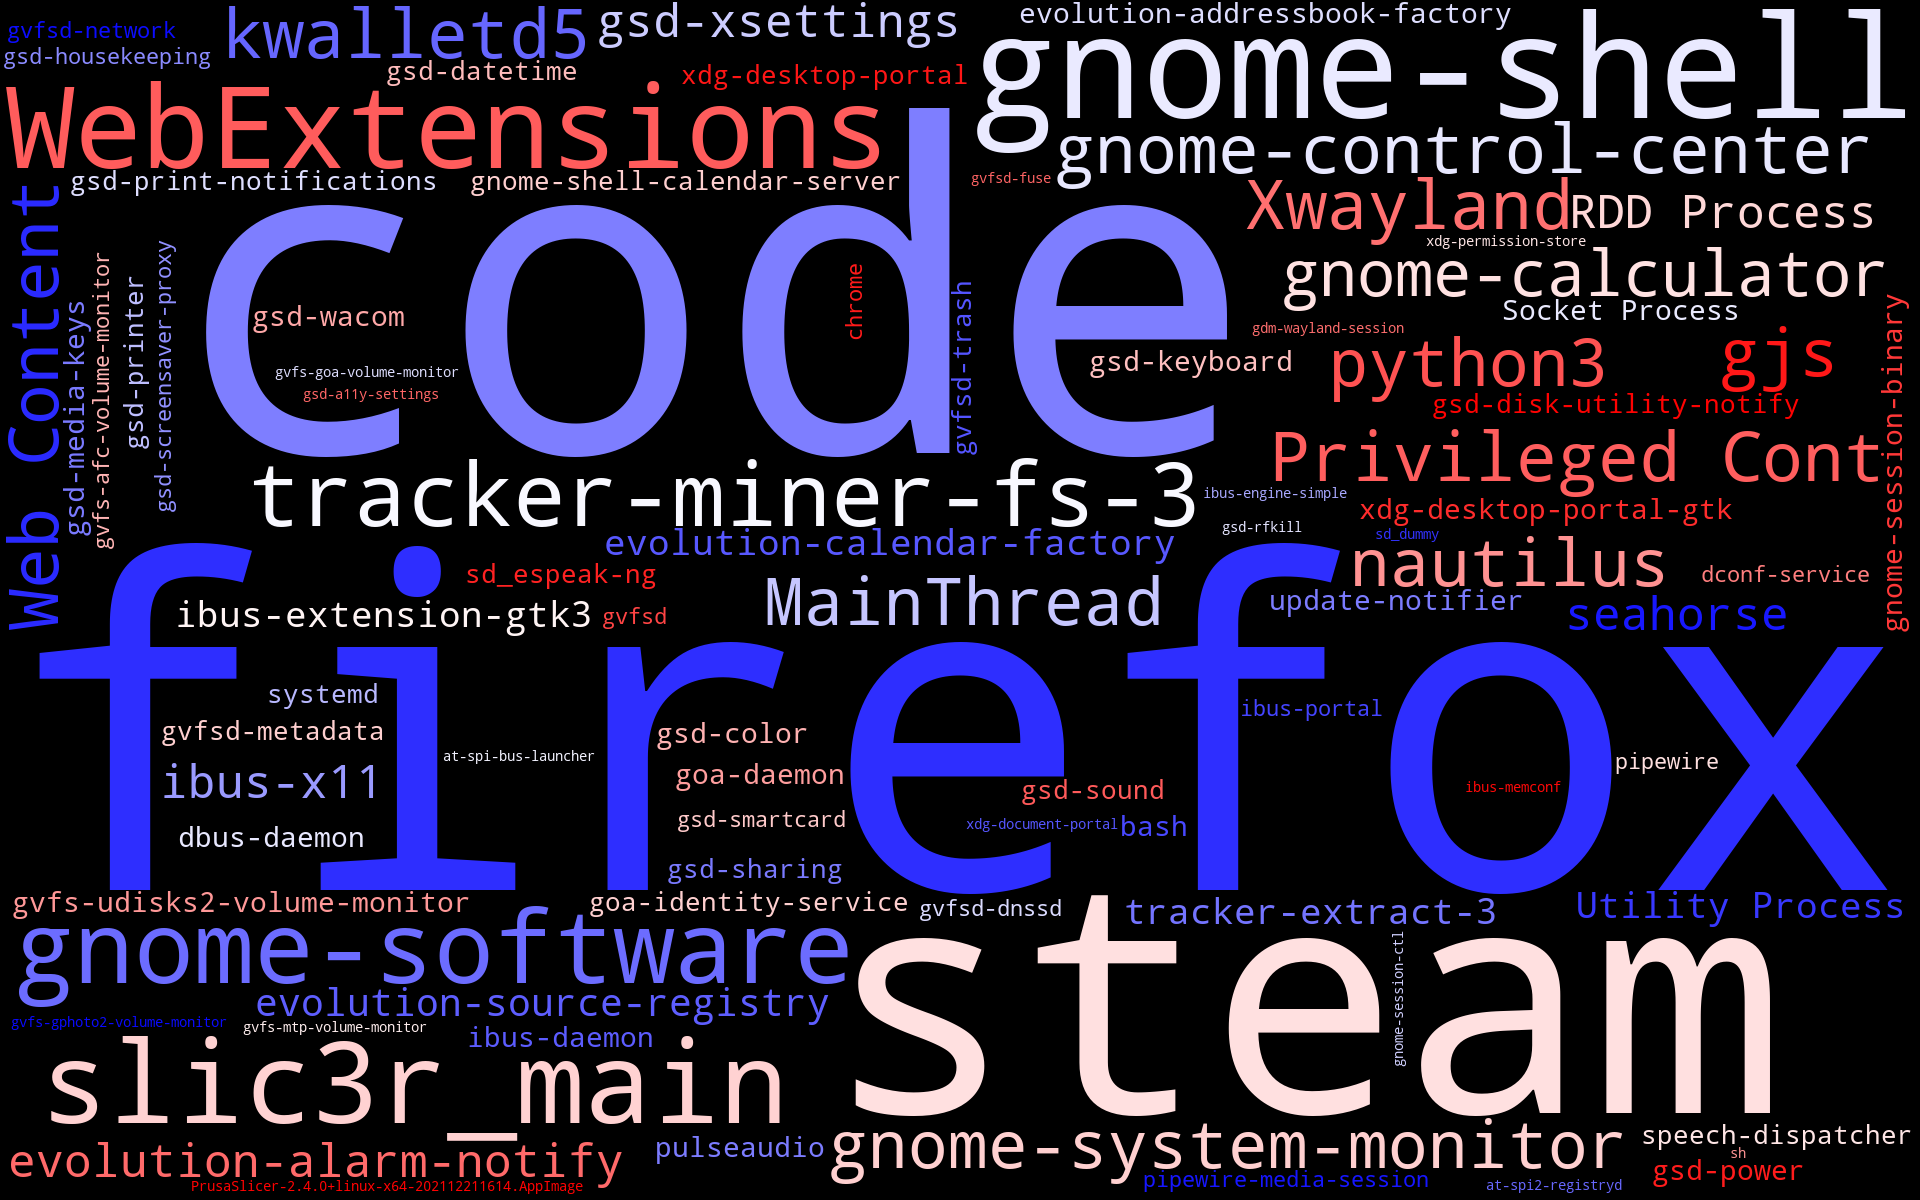 gvfsd-network
kwalletd5
gsd-xsettings
evolution-addressbook-factory
gsd-housekeeping
gsd-datetime
xdg-desktop-portal
gnome-shell
WebExtensions
gnome-control-center
gsd-print-notifications
gnome-shell-calendar-server
gvfsd-fuse
Xwayland
RDD Process
xdg-permission-store
Web Content
gsd-media-keys
gvfs-afc-volume-monitor
gsd-printer
gsd-screensaver-proxy
code
gsd-wacom
chrome
gvfsd-trash
gnome-calculator
Socket Process
gdm-wayland-session
gvfs-goa-volume-monitor
gsd-a11y-settings
gsd-keyboard
python3
gjs
gnome-session-binary
gsd-disk-utility-notify
Privileged Cont
tracker-miner-fs-3
ibus-engine-simple
xdg-desktop-portal-gtk
gsd-rfkill
sd_dummy
evolution-calendar-factory
nautilus
sd_espeak-ng
dconf-service
MainThread
update-notifier
ibus-extension-gtk3
gvfsd
seahorse
firefox
systemd
ibus-portal
gvfsd-metadata
gsd-color
at-spi-bus-launcher
pipewire
ibus-x11
goa-daemon
gsd-sound
ibus-memconf
gsd-smartcard
xdg-document-portal
bash
dbus-daemon
gsd-sharing
gvfs-udisks2-volume-monitor
goa-identity-service
gvfsd-dnssd
tracker-extract-3
Utility Process
gnome-software
steam
gnome-session-ctl
evolution-source-registry
gvfs-gphoto2-volume-monitor
gvfs-mtp-volume-monitor
ibus-daemon
slic3r_main
evolution-alarm-notify
pulseaudio
gnome-system-monitor
speech-dispatcher
sh
gsd-power
PrusaSlicer-2.4.0+linux-x64-202112211614.AppImage
pipewire-media-session
at-spi2-registryd